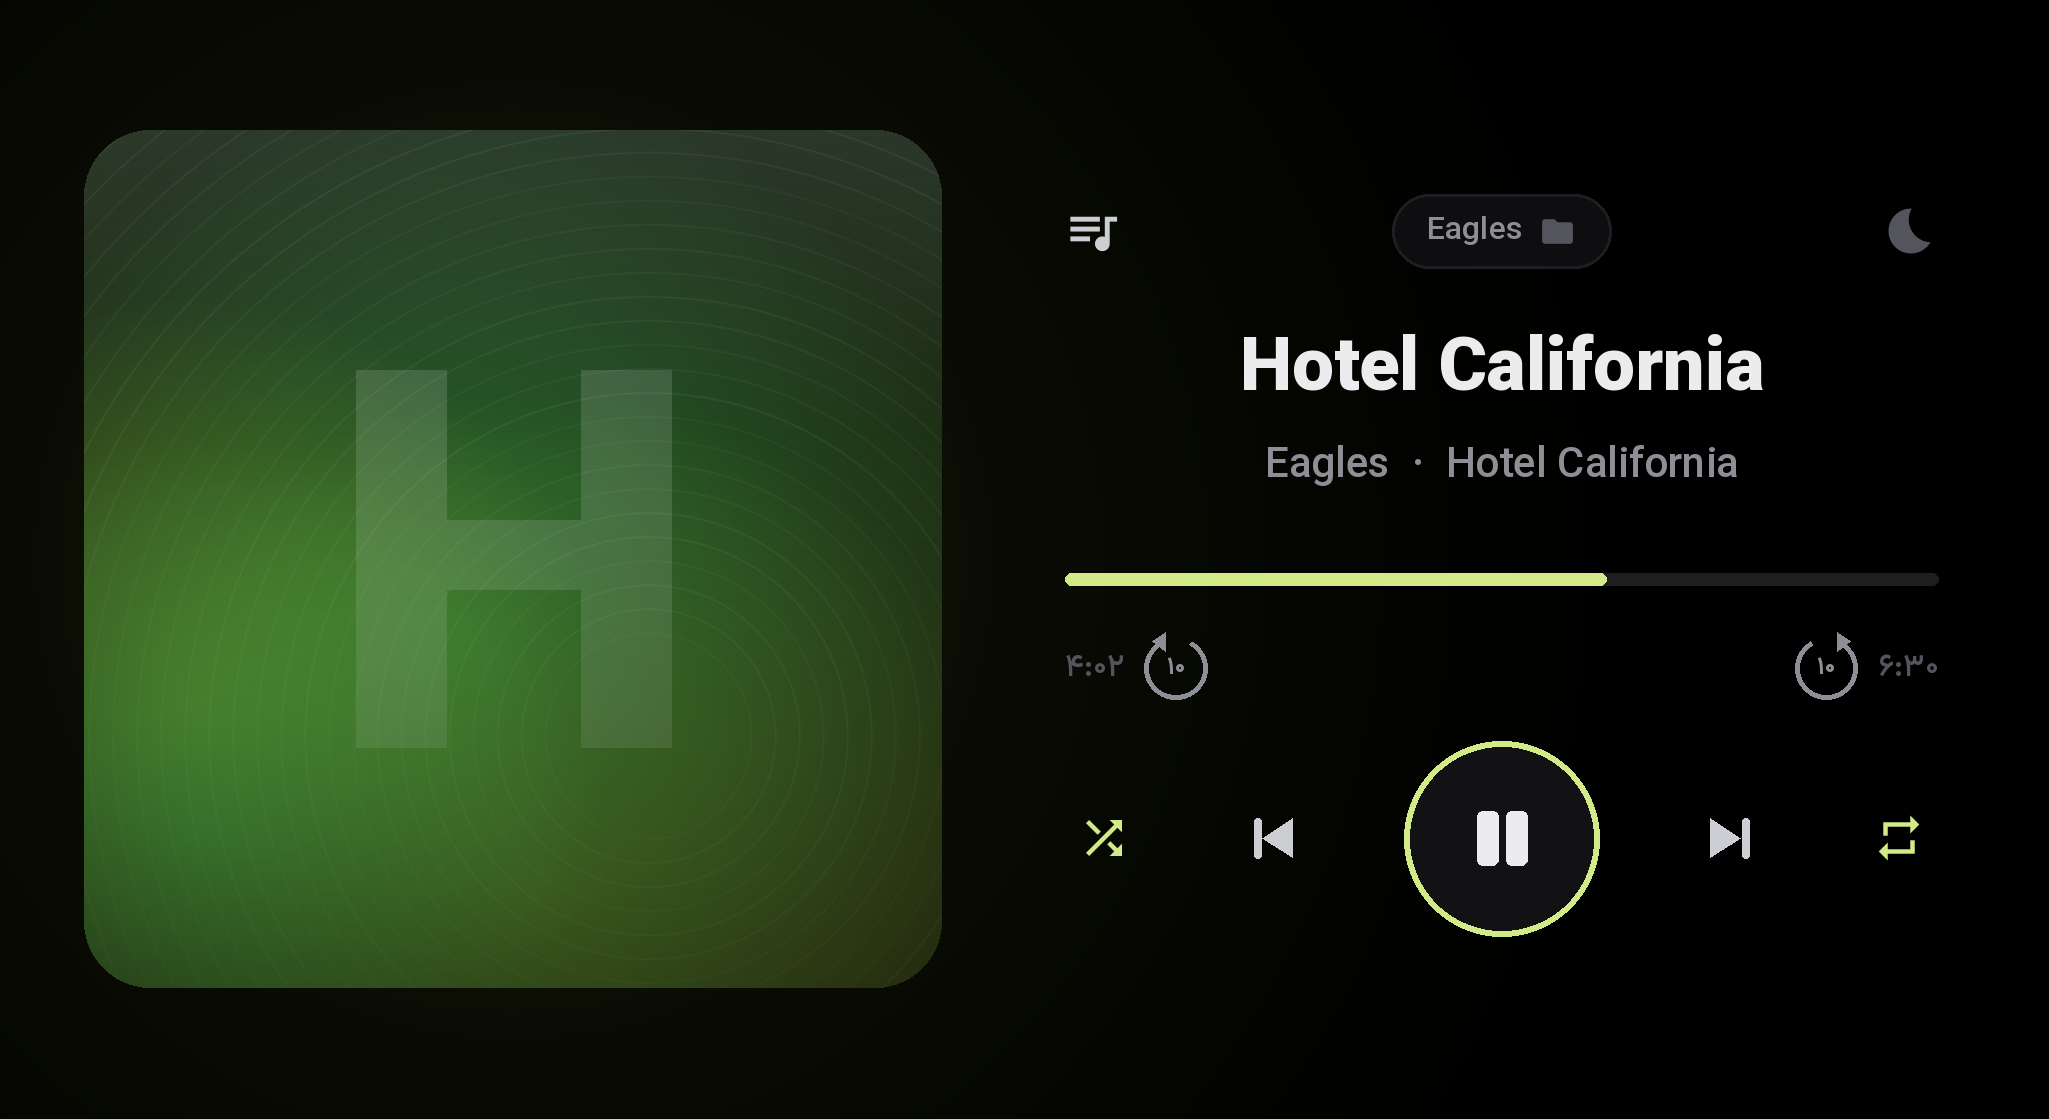 H
Eagles
Hotel California
Eagles · Hotel California
۴:۰۲ ۱۰ ۱۰ ۶:۳۰